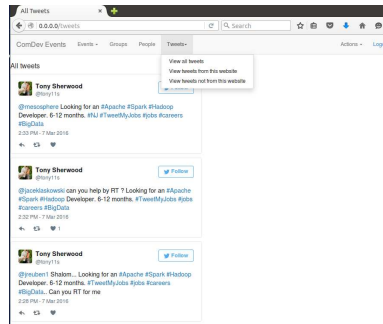 All Tweets
0.0.0.0/tweets
Search
ComDev Events Events Groups People Tweets Actions
View all tweets
View tweets from this website
View tweets not from this website
All tweets
Tony Sherwood
@tony11s
@mesosphere Looking for an #Apache #Spark #Hadoop
Developer. 6-12 months. #NJ #TweetMyJobs #jobs #careers
#BigData
2:33 PM - 7 Mar 2016
Tony Sherwood
@tony11s
Follow
@jaceklaskowski can you help by RT ? Looking for an #Apache
#Spark #Hadoop Developer. 6-12 months. #TweetMyJobs #jobs
#careers #BigData
2:32 PM - 7 Mar 2016
1
Tony Sherwood
@tony11s
Follow
@jreuben1 Shalom... Looking for an #Apache #Spark #Hadoop
Developer. 6-12 months. #TweetMyJobs #jobs #careers
#BigData.. Can you RT for me
2:28 PM - 7 Mar 2016